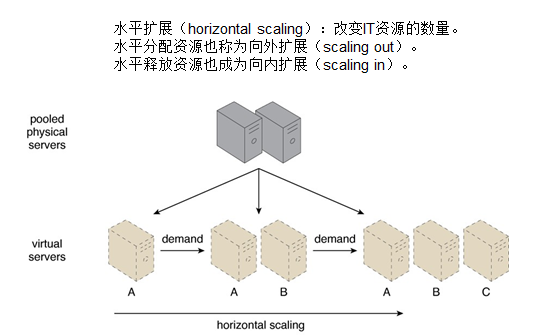 水平扩展（horizontal scaling）：改变IT资源的数量。
水平分配资源也称为向外扩展（scaling out）。
水平释放资源也成为向内扩展（scaling in）。
pooled
physical
servers
virtual
servers
demand
demand
A
A
B
A
B
C
horizontal scaling